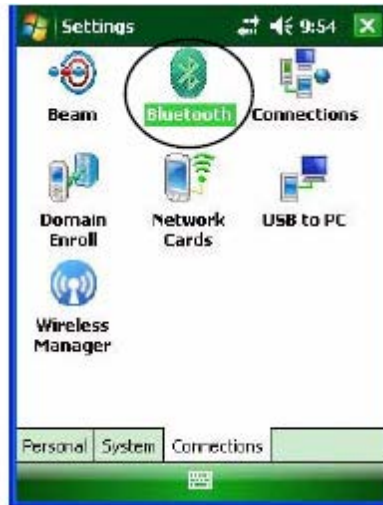 Settings 9:54
Beam Bluetooth Connections
Domain Network USB to PC
Enroll Cards
Wireless
Manager
Personal System Connections